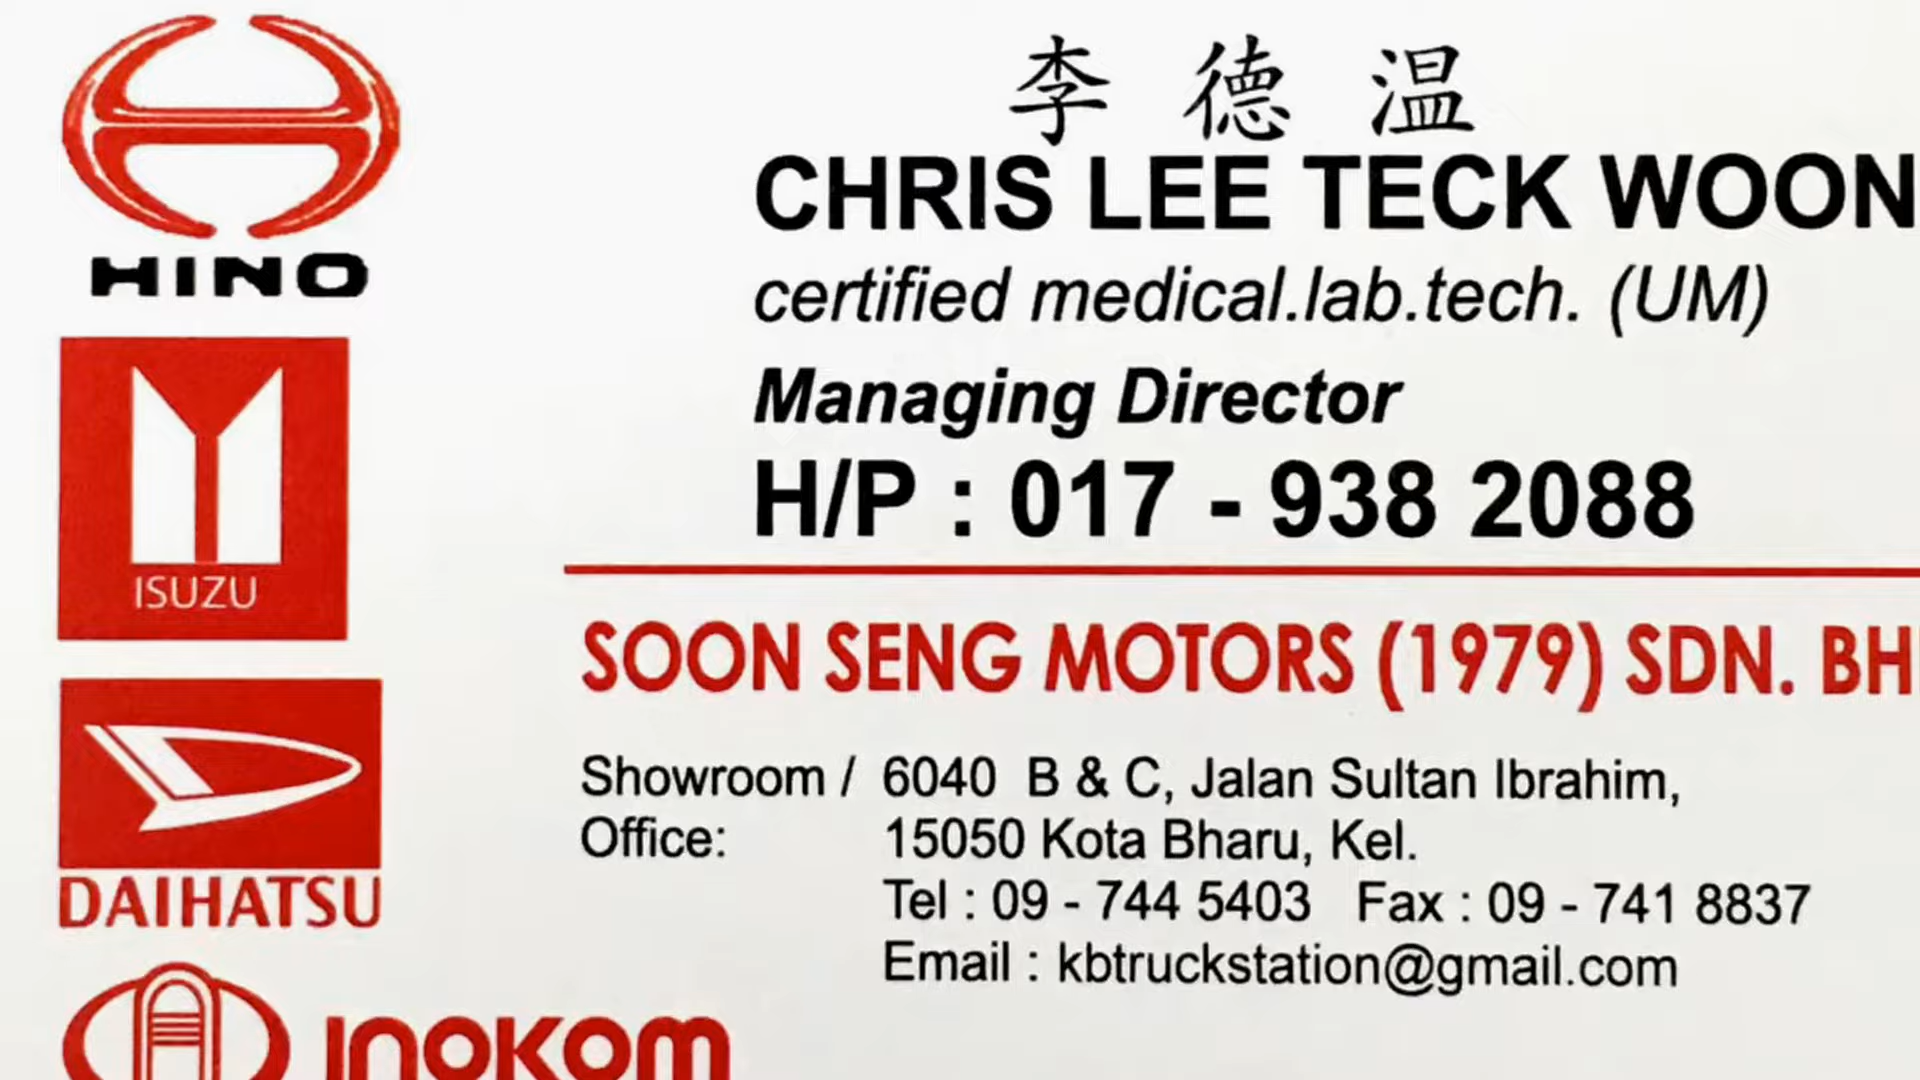 HINO
ISUZU
DAIHATSU
INOKOM
李 德 温
CHRIS LEE TECK WOON
certified medical.lab.tech. (UM)
Managing Director
H/P : 017 - 938 2088
SOON SENG MOTORS (1979) SDN. BH
Showroom / 6040 B & C, Jalan Sultan Ibrahim,
Office: 15050 Kota Bharu, Kel.
Tel : 09 - 744 5403 Fax : 09 - 741 8837
Email : kbtruckstation@gmail.com